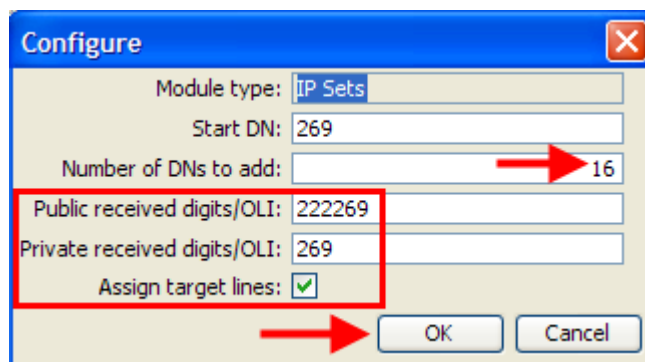 Configure
Module type: IP Sets
Start DN: 269
Number of DNs to add: 16
Public received digits/OLI: 222269
Private received digits/OLI: 269
Assign target lines:
OK Cancel